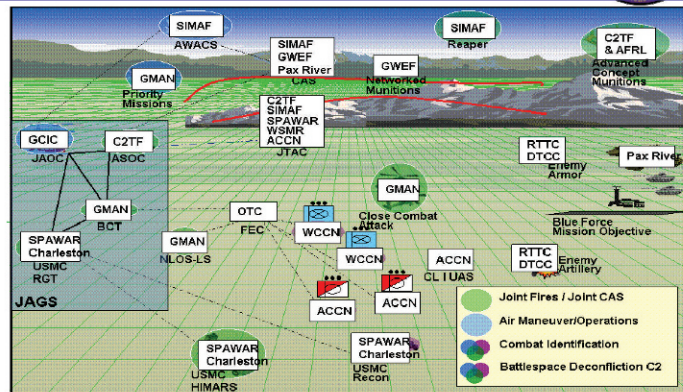 SIMAF
AWACS
SIMAF
GWEF
Pax River
CAS
SIMAF
Reaper
C2TF
& AFRL
Advanced
Concept
Munitions
GMAN
Priority
Missions
GWEF
Networked
Munitions
C2TF
SIMAF
SPAWAR
WSMR
ACCN
JTAC
GCIC
JAOC
C2TF
ASOC
RTTC
DTCC
Enemy
Armor
Pax River
GMAN
BCT
OTC
FEC
GMAN
Close Combat
Attack
Blue Force
Mission Objective
SPAWAR
Charleston
USMC
RGT
JAGS
GMAN
NLOS-LS
WCCN
WCCN
ACCN
CL I UAS
RTTC
DTCC
Enemy
Artillery
ACCN
ACCN
SPAWAR
Charleston
USMC
HIMARS
SPAWAR
Charleston
USMC
Recon
Joint Fires / Joint CAS
Air Maneuver/Operations
Combat Identification
Battlespace Deconfliction C2